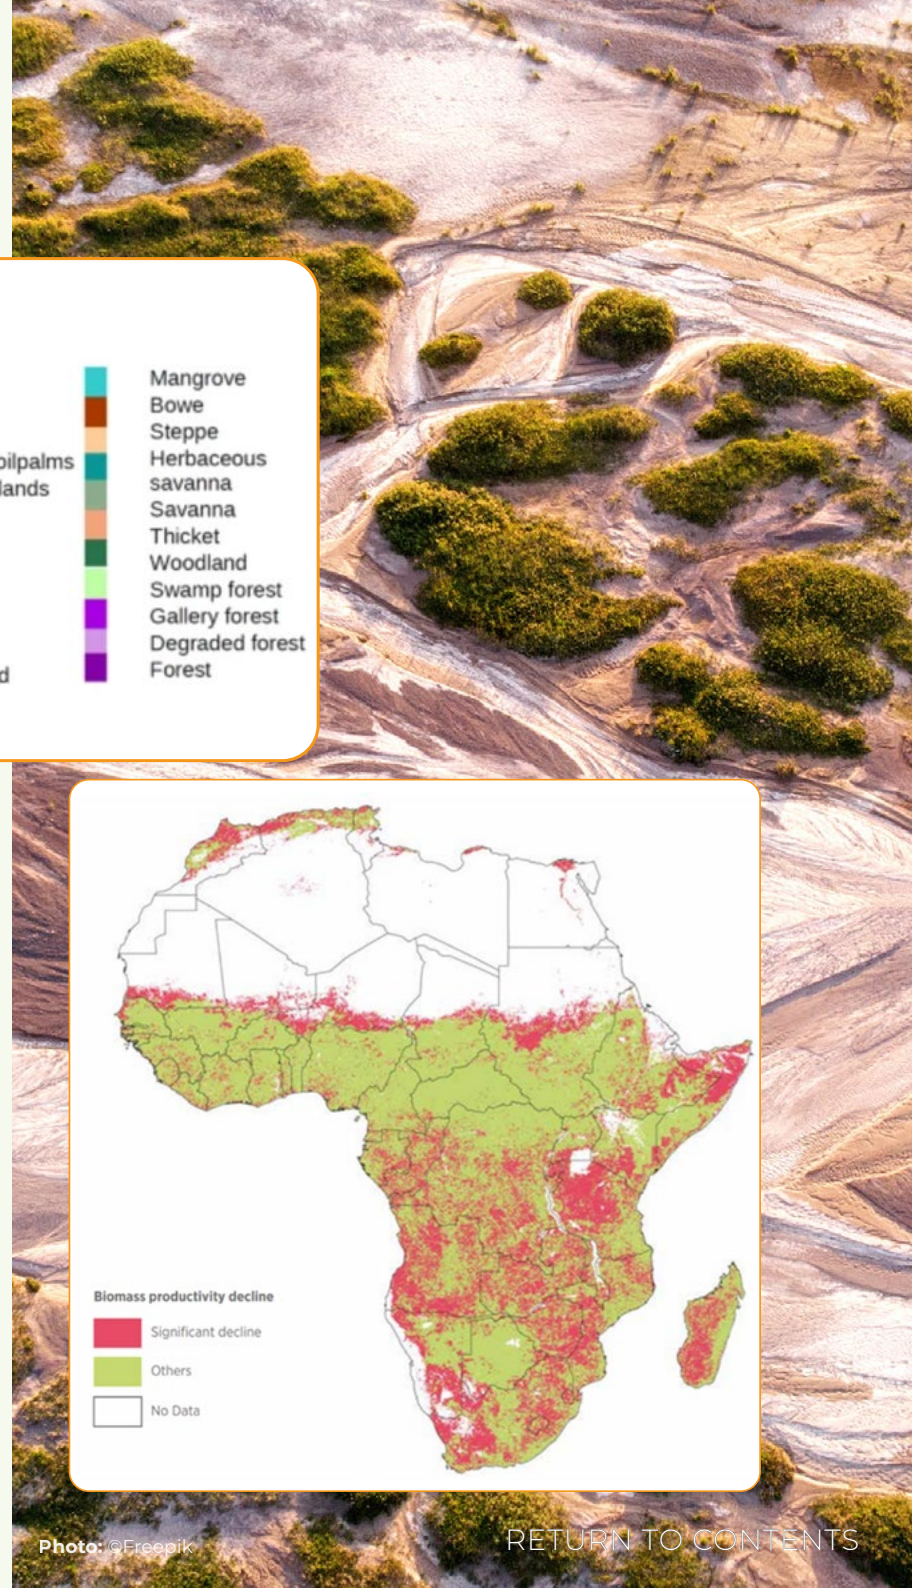 Mangrove
Bowe
Steppe
oilpalms
Herbaceous
lands
savanna
Savanna
Thicket
Woodland
Swamp forest
Gallery forest
Degraded forest
d
Forest
Biomass productivity decline
Significant decline
Others
No Data
Photo: ©Freepik
RETURN TO CONTENTS